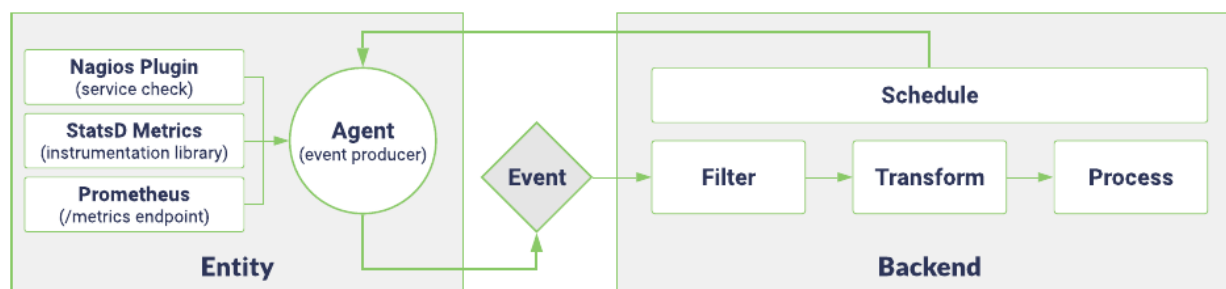 Nagios Plugin
(service check)
StatsD Metrics
(instrumentation library)
Prometheus
(/metrics endpoint)
Agent
(event producer)
Entity
Event
Schedule
Filter
Transform
Process
Backend